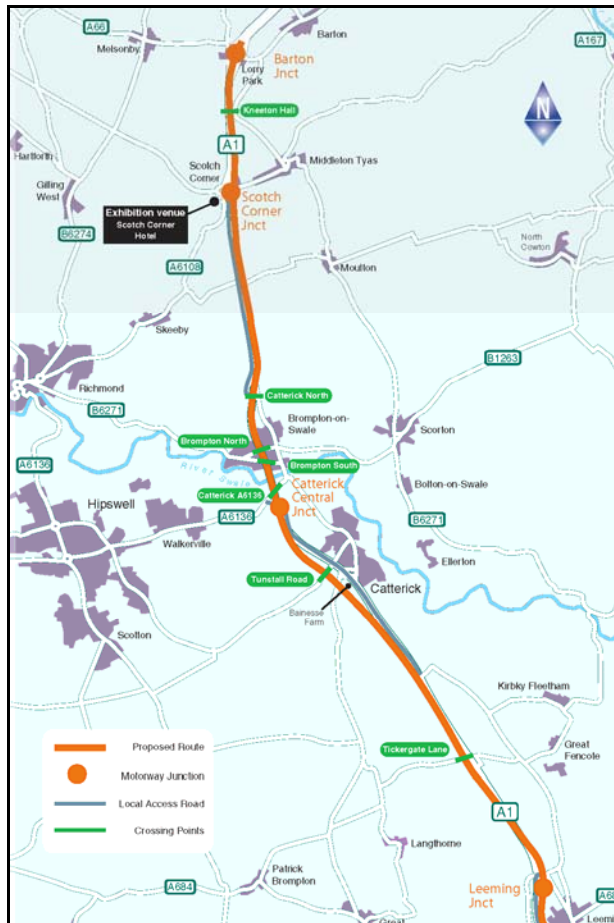 A66
Melsonby
Barton
A167
Barton
Jnct
Lorry
Park
Kneeton Hall
N
A1
Scotch
Corner
Middleton Tyas
Hartforth
Gilling
West
Exhibition venue
Scotch Corner
Hotel
Scotch
Corner
Jnct
B6274
North
Cowton
A6108
Moulton
Skeeby
B1263
Richmond
Catterick North
B6271
Brompton-on-
Swale
Scorton
Brompton North
A6136
River Swale
Brompton South
Catterick
Central
Jnct
Bolton-on-Swale
Hipswell
Catterick A6136
A6136
B6271
Walkerville
Ellerton
Tunstall Road
Catterick
Bainesse
Farm
Scotton
Kirbky Fleetham
Great
Fencote
Tickergate Lane
Proposed Route
Motorway Junction
Local Access Road
Crossing Points
A1
Langthorne
Patrick
Brompton
A684
Leeming
Jnct
Great